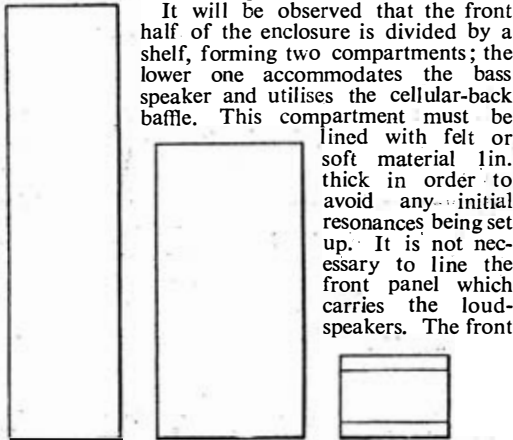 It will be observed that the front
half of the enclosure is divided by a
shelf, forming two compartments; the
lower one accommodates the bass
speaker and utilises the cellular-back
baffle. This compartment must be
lined with felt or
soft material 1in.
thick in order to
avoid any initial
resonances being set
up. It is not nec-
essary to line the
front panel which
carries the loud-
speakers. The front